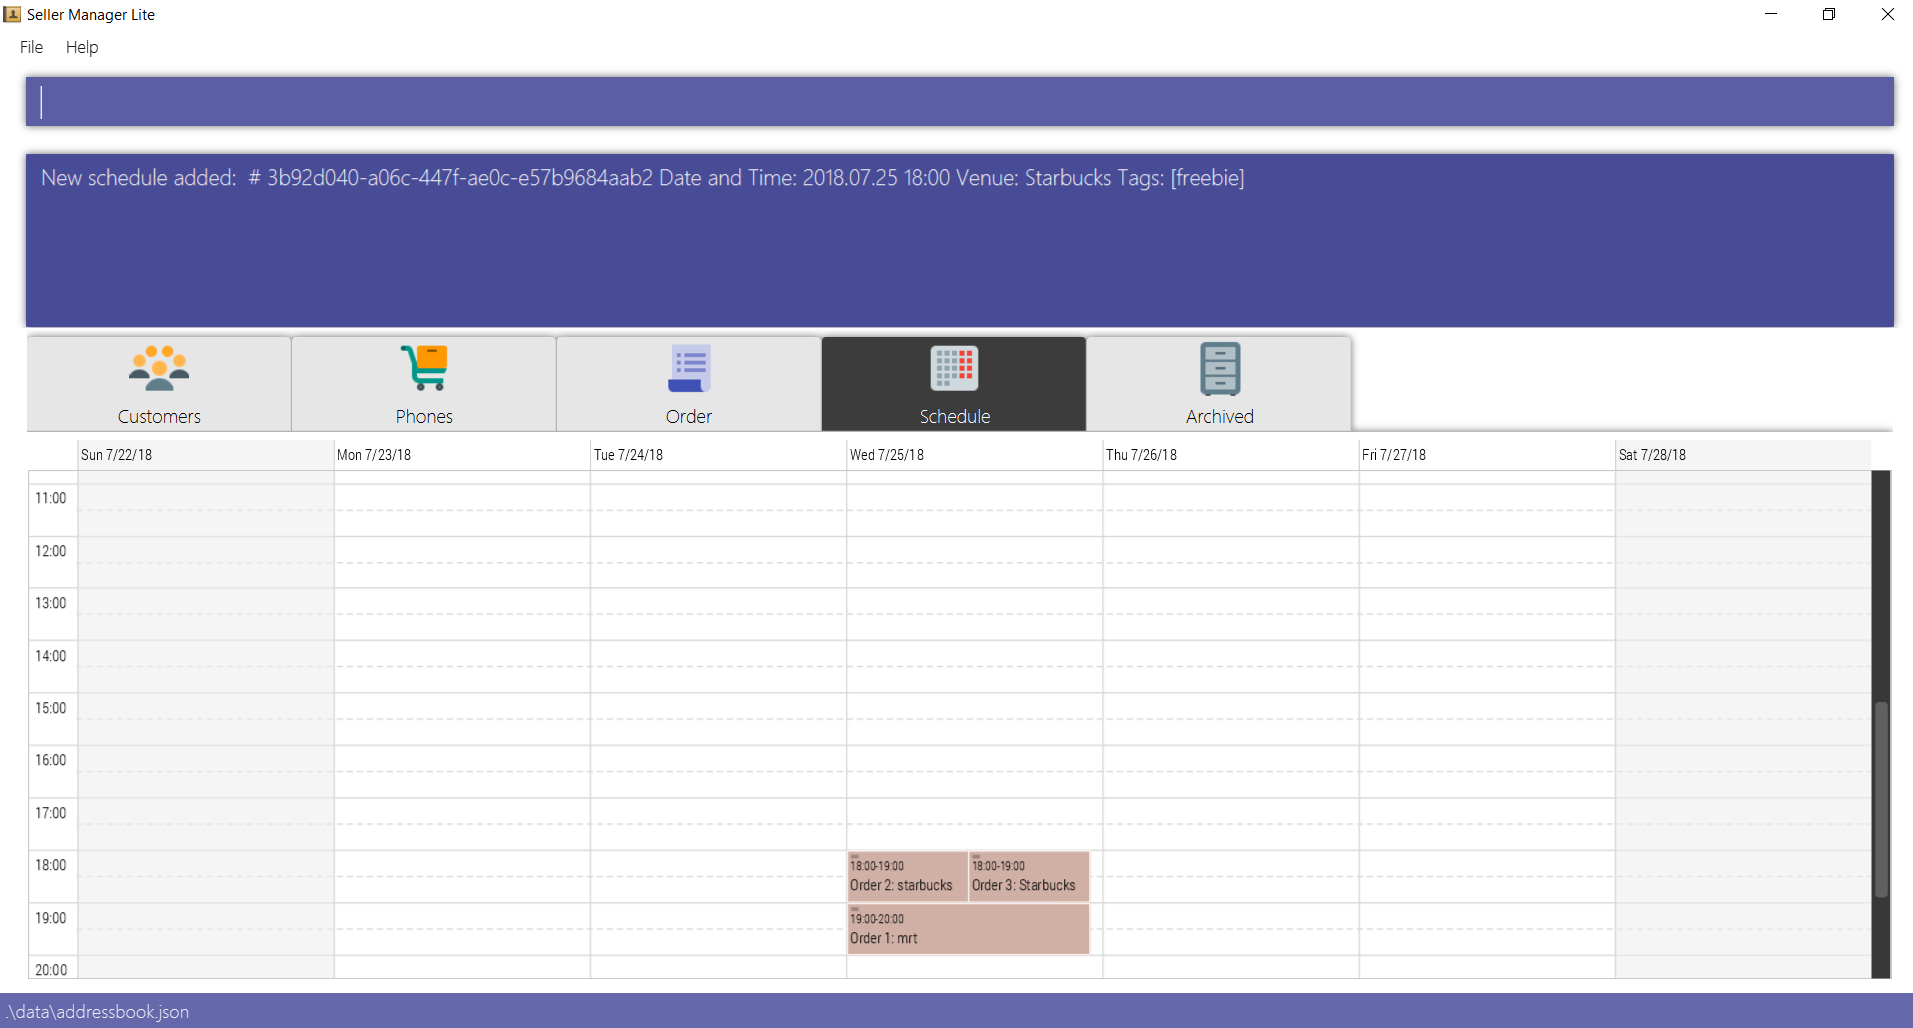 Seller Manager Lite
File Help
New schedule added:  # 3b92d040-a06c-447f-ae0c-e57b9684aab2 Date and Time: 2018.07.25 18:00 Venue: Starbucks Tags: [freebie]
Customers Phones Order Schedule Archived
Sun 7/22/18 Mon 7/23/18 Tue 7/24/18 Wed 7/25/18 Thu 7/26/18 Fri 7/27/18 Sat 7/28/18
11:00
12:00
13:00
14:00
15:00
16:00
17:00
18:00 18:00-19:00 18:00-19:00
Order 2: starbucks Order 3: Starbucks
19:00 19:00-20:00
Order 1: mrt
20:00
.\data\addressbook.json